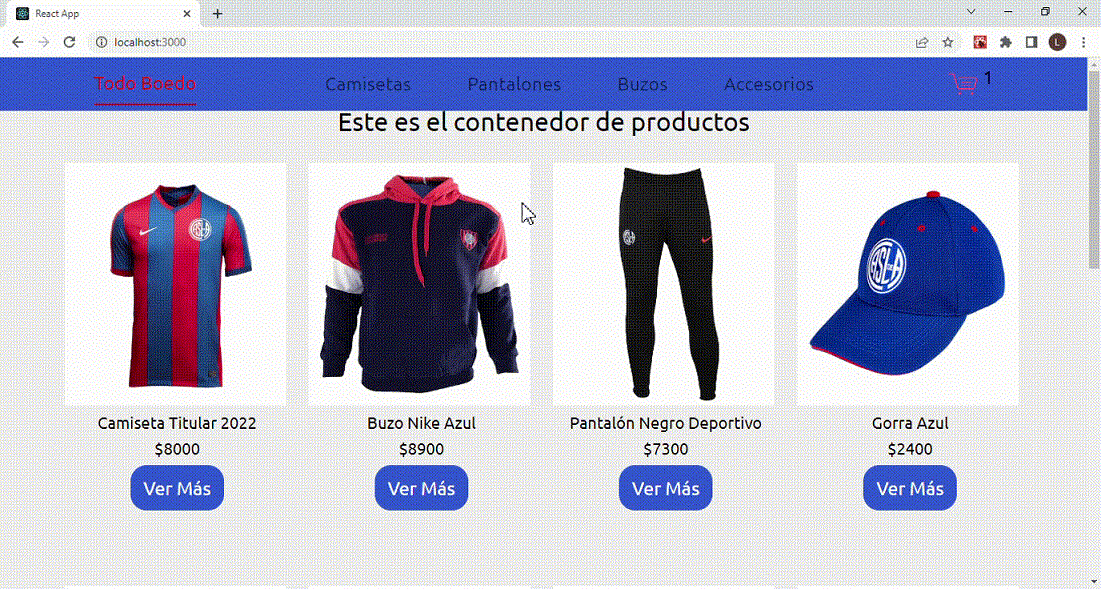 React App
localhost:3000
L
Todo Boedo Camisetas Pantalones Buzos Accesorios 1
Este es el contenedor de productos
CASLA
CASLA
Camiseta Titular 2022 Buzo Nike Azul Pantalón Negro Deportivo Gorra Azul
$8000 $8900 $7300 $2400
Ver Más Ver Más Ver Más Ver Más